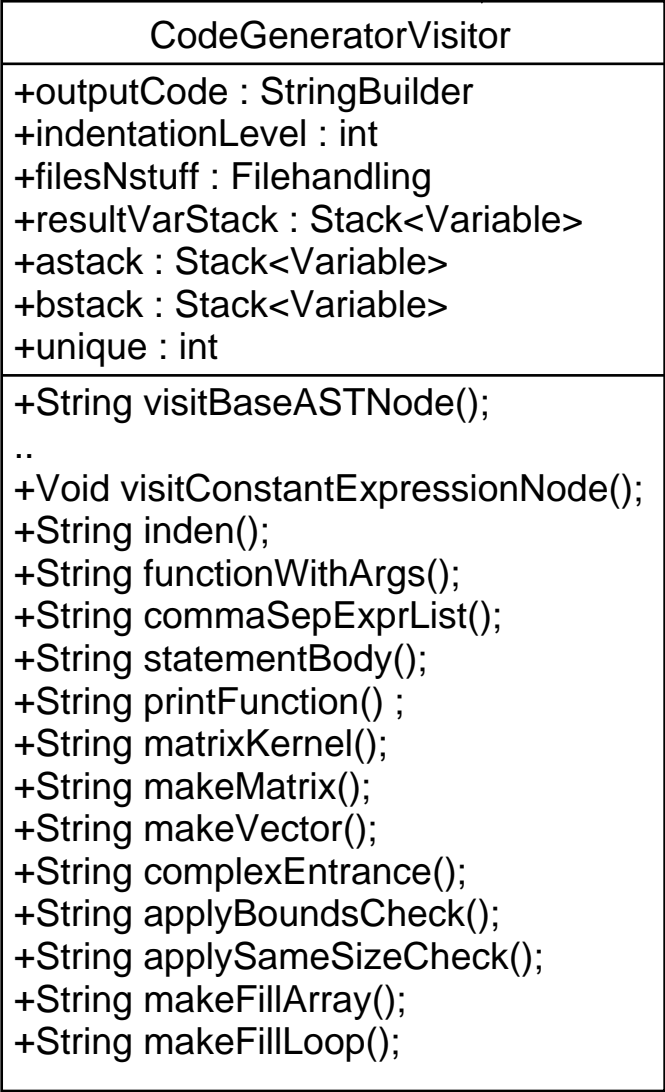 CodeGeneratorVisitor
+outputCode : StringBuilder
+indentationLevel : int
+filesNstuff : Filehandling
+resultVarStack : Stack<Variable>
+astack : Stack<Variable>
+bstack : Stack<Variable>
+unique : int
+String visitBaseASTNode();
..
+Void visitConstantExpressionNode();
+String inden();
+String functionWithArgs();
+String commaSepExprList();
+String statementBody();
+String printFunction() ;
+String matrixKernel();
+String makeMatrix();
+String makeVector();
+String complexEntrance();
+String applyBoundsCheck();
+String applySameSizeCheck();
+String makeFillArray();
+String makeFillLoop();